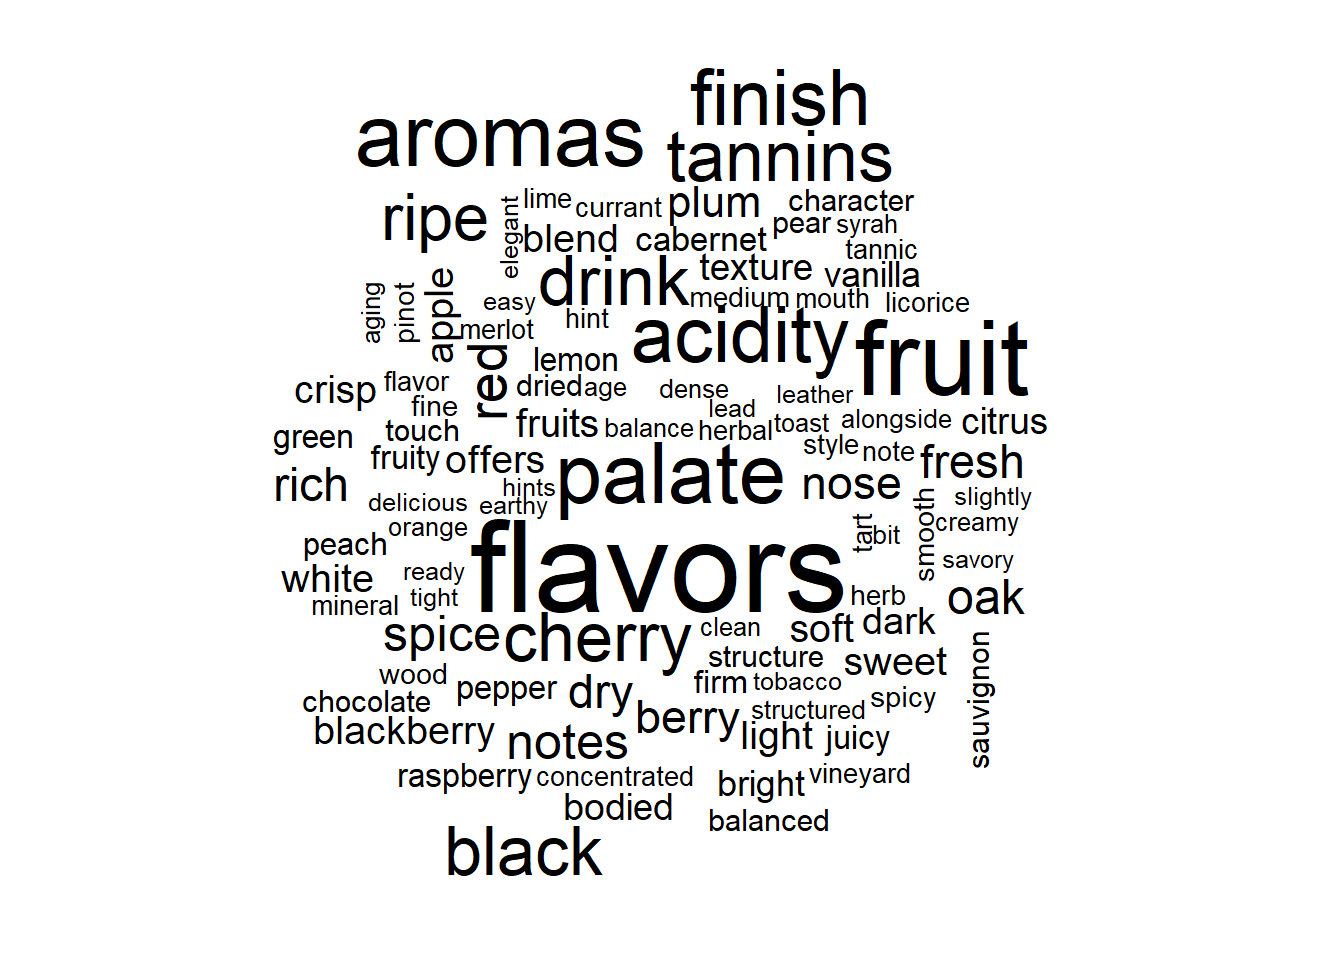 finish
aromas
tannins
ripe
elegant
lime
currant
plum
character
pear
syrah
blend
cabernet
tannic
drink
texture
vanilla
aging
pinot
apple
easy
medium
mouth
licorice
merlot
hint
acidity
fruit
red
lemon
crisp
flavor
dried
age
dense
leather
fine
lead
fruits
balance
herbal
toast
alongside
citrus
green
touch
style
note
fruity
offers
palate
nose
fresh
rich
hints
delicious
earthy
smooth
slightly
orange
tart
bit
creamy
peach
flavors
savory
white
ready
mineral
tight
herb
oak
spice
cherry
clean
soft
dark
structure
sweet
sauvignon
wood
pepper
dry
firm
tobacco
chocolate
berry
structured
spicy
blackberry
notes
light
juicy
raspberry
concentrated
bright
vineyard
bodied
balanced
black